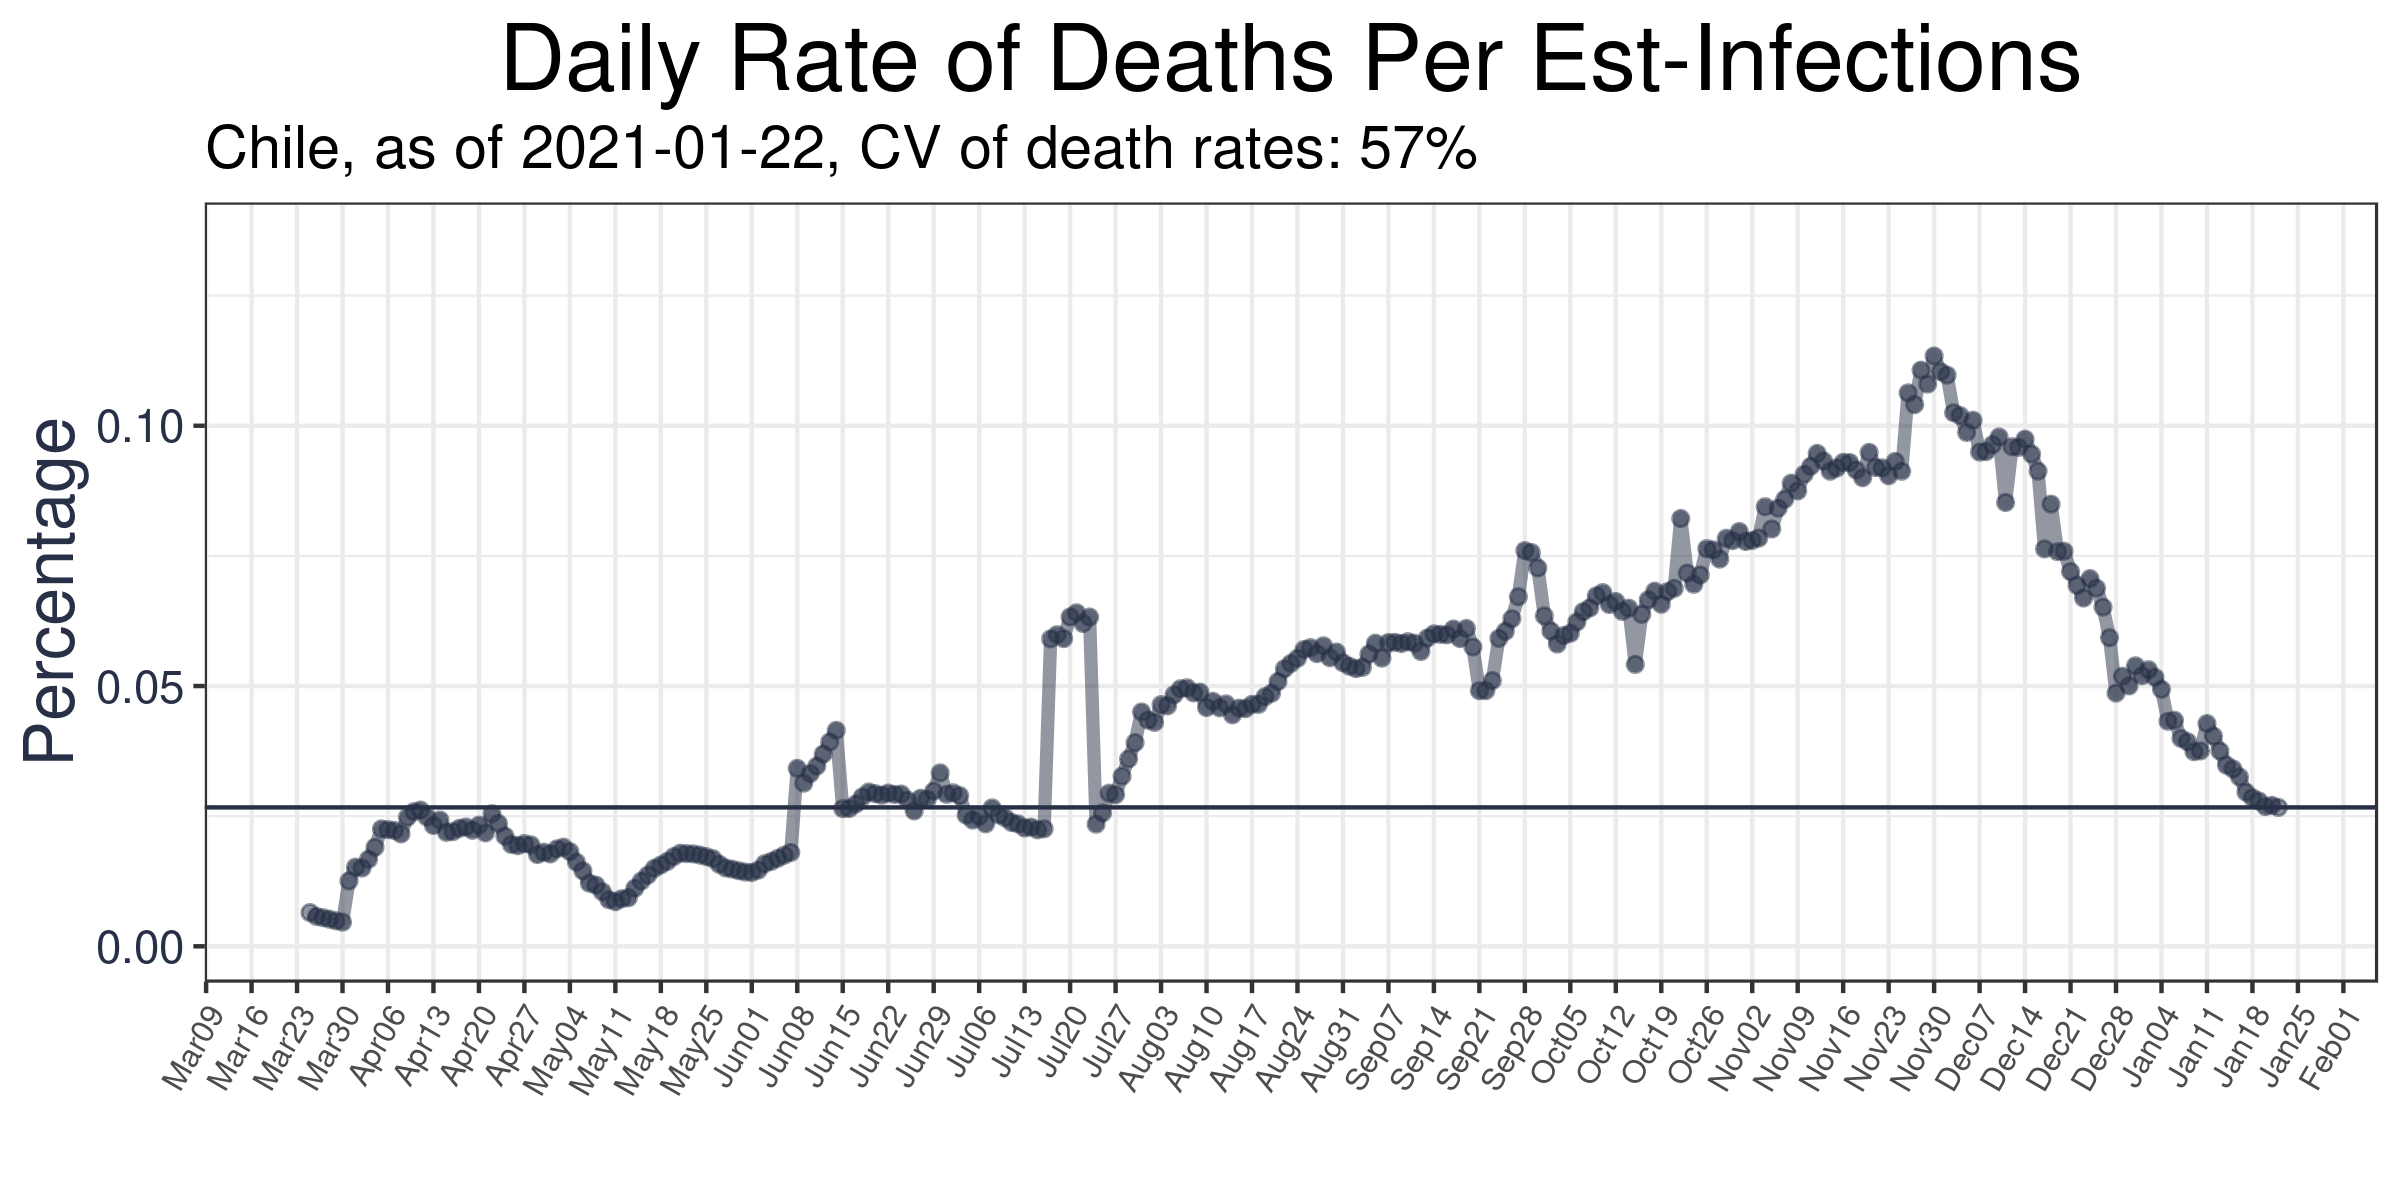 Daily Rate of Deaths Per Est-Infections
Chile, as of 2021-01-22, CV of death rates: 57%
Percentage
0.10
0.05
0.00
Mar09
Mar16
Mar23
Mar30
Apr06
Apr13
Apr20
Apr27
May04
May11
May18
May25
Jun01
Jun08
Jun15
Jun22
Jun29
Jul06
Jul13
Jul20
Jul27
Aug03
Aug10
Aug17
Aug24
Aug31
Sep07
Sep14
Sep21
Sep28
Oct05
Oct12
Oct19
Oct26
Nov02
Nov09
Nov16
Nov23
Nov30
Dec07
Dec14
Dec21
Dec28
Jan04
Jan11
Jan18
Jan25
Feb01